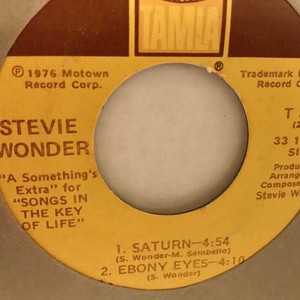 TAMLA
®
℗ 1976 Motown
Record Corp.
Trademark
Record C
STEVIE
WONDER
"A Something's
Extra" for
"SONGS IN
THE KEY
OF LIFE"
T
33 1
Produ
Arrang
Compose
Stevie W
1. SATURN—4:54
(S. Wonder-M. Sembello)
2. EBONY EYES—4:10
(S. Wonder)